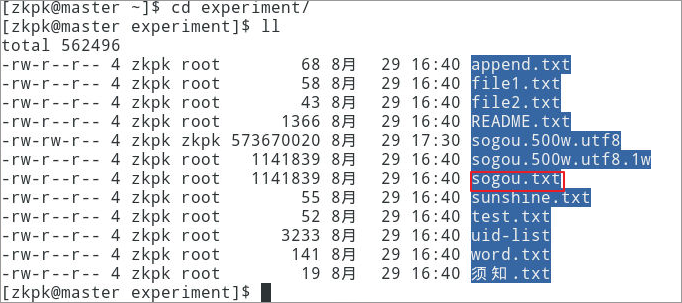 [zkpk@master ~]$ cd experiment/
[zkpk@master experiment]$ ll
total 562496
-rw-r--r-- 4 zkpk root        68 8月  29 16:40 append.txt
-rw-r--r-- 4 zkpk root        58 8月  29 16:40 file1.txt
-rw-r--r-- 4 zkpk root        43 8月  29 16:40 file2.txt
-rw-r--r-- 4 zkpk root      1366 8月  29 16:40 README.txt
-rw-rw-r-- 4 zkpk zkpk 573670020 8月  29 17:30 sogou.500w.utf8
-rw-r--r-- 4 zkpk root   1141839 8月  29 16:40 sogou.500w.utf8.1w
-rw-r--r-- 4 zkpk root   1141839 8月  29 16:40 sogou.txt
-rw-r--r-- 4 zkpk root        55 8月  29 16:40 sunshine.txt
-rw-r--r-- 4 zkpk root        52 8月  29 16:40 test.txt
-rw-r--r-- 4 zkpk root      3233 8月  29 16:40 uid-list
-rw-r--r-- 4 zkpk root       141 8月  29 16:40 word.txt
-rw-r--r-- 4 zkpk root        19 8月  29 16:40 须知.txt
[zkpk@master experiment]$